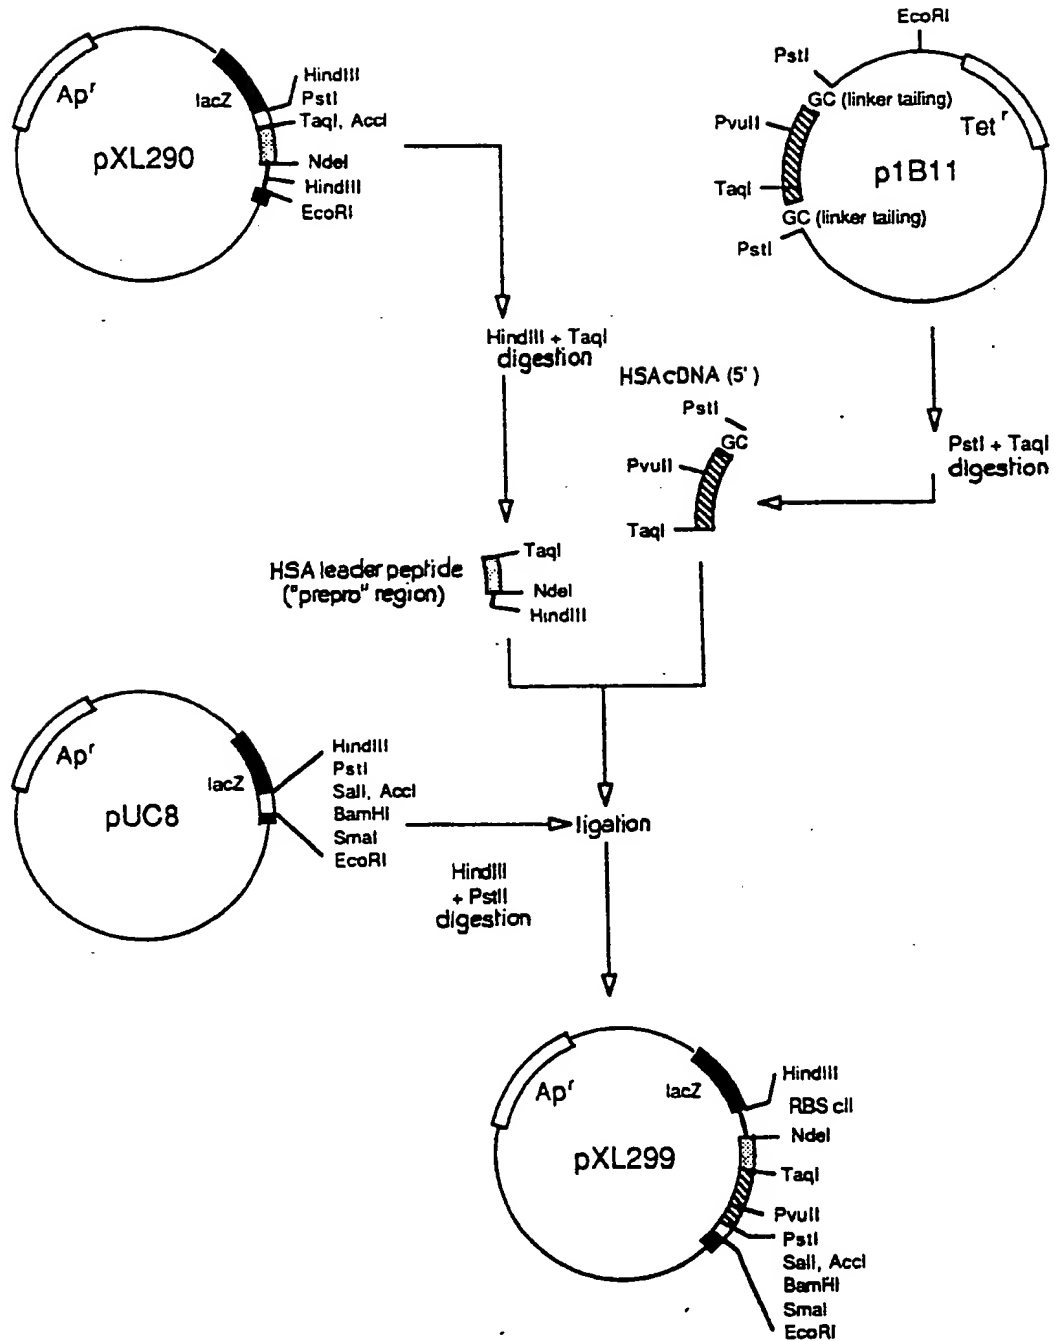 Apr
lacZ
HindIII
PstI
TaqI, AccI
NdeI
HindIII
EcoRI
pXL290
EcoRI
PstI
GC (linker tailing)
PvuII
Tetr
p1B11
TaqI
GC (linker tailing)
PstI
HindIII + TaqI
digestion
HSA cDNA (5')
PstI
GC
PvuII
TaqI
PstI + TaqI
digestion
TaqI
HSA leader peptide
("prepro" region)
NdeI
HindIII
Apr
lacZ
pUC8
HindIII
PstI
SalI, AccI
BamHI
SmaI
EcoRI
ligation
HindIII
+ PstII
digestion
Apr
lacZ
pXL299
HindIII
RBS cII
NdeI
TaqI
PvuII
PstI
SalI, AccI
BamHI
SmaI
EcoRI